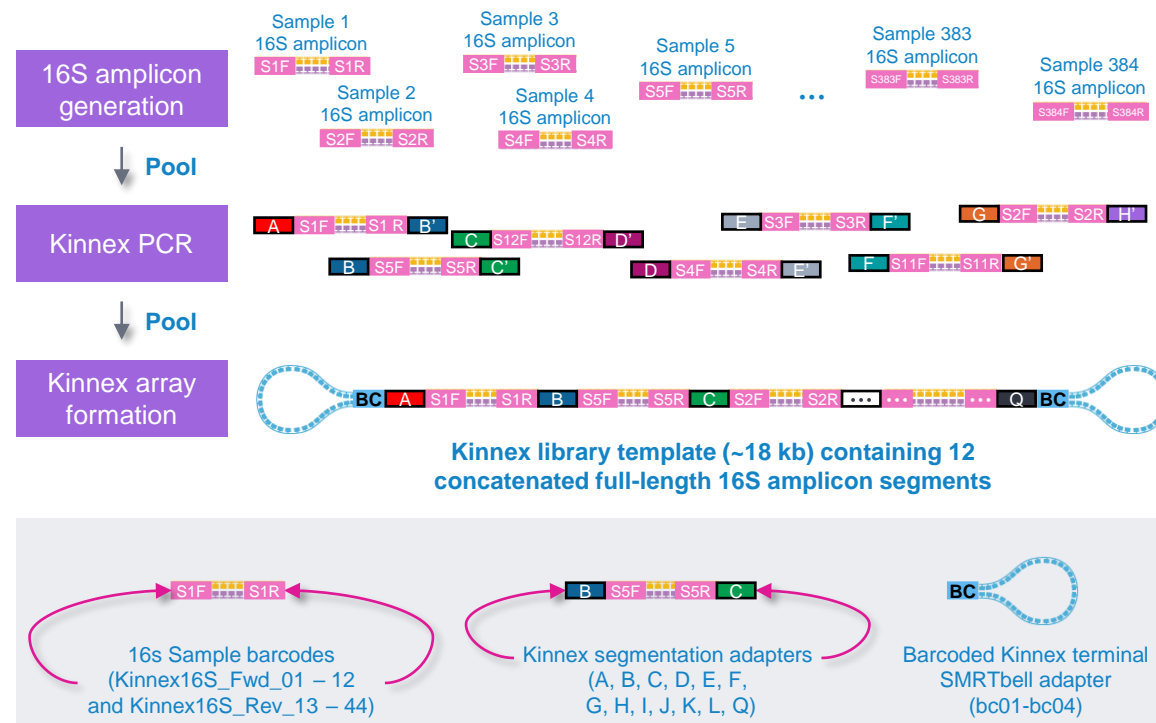 16S amplicon
generation
Sample 1
16S amplicon
S1F S1R
Sample 2
16S amplicon
S2F S2R
Sample 3
16S amplicon
S3F S3R
Sample 4
16S amplicon
S4F S4R
Sample 5
16S amplicon
S5F S5R
...
Sample 383
16S amplicon
S383F S383R
Sample 384
16S amplicon
S384F S384R
Pool
Kinnex PCR
A S1F S1 R B'
B S5F S5R C'
C S12F S12R D'
D S4F S4R E'
E S3F S3R F'
F S11F S11R G'
G S2F S2R H'
Pool
Kinnex array
formation
BC A S1F S1R B S5F S5R C S2F S2R ... ... ... Q BC
Kinnex library template (~18 kb) containing 12
concatenated full-length 16S amplicon segments
S1F S1R
16s Sample barcodes
(Kinnex16S_Fwd_01 – 12
and Kinnex16S_Rev_13 – 44)
B S5F S5R C
Kinnex segmentation adapters
(A, B, C, D, E, F,
G, H, I, J, K, L, Q)
BC
Barcoded Kinnex terminal
SMRTbell adapter
(bc01-bc04)